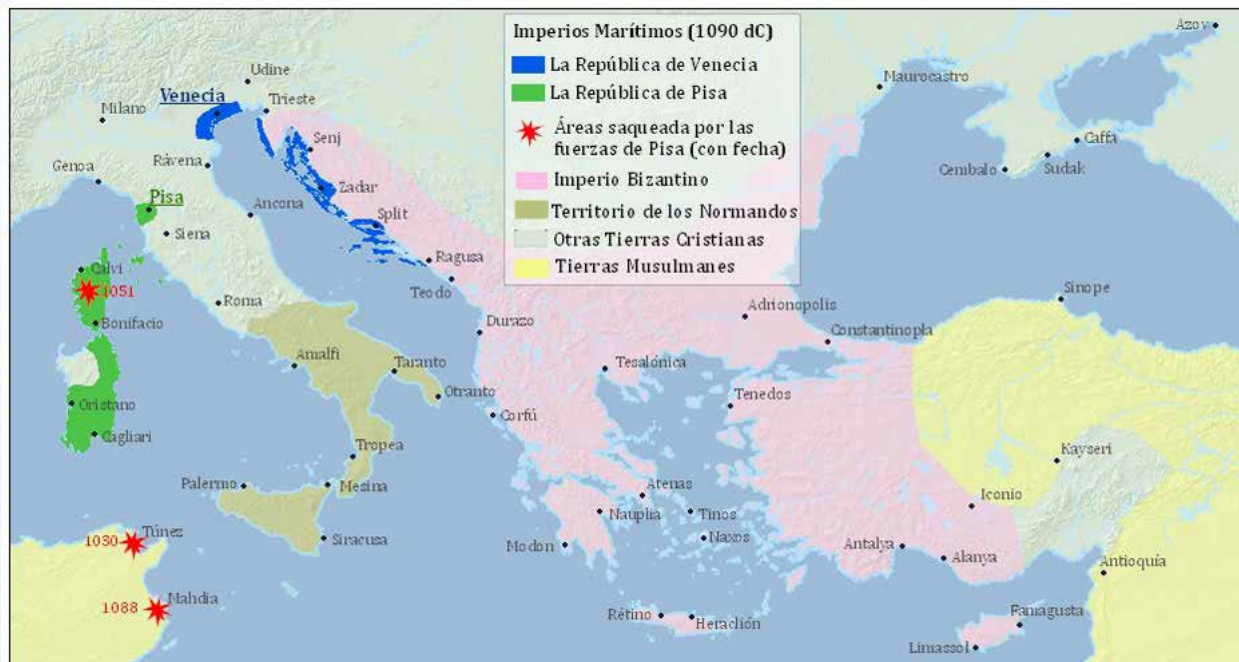 Imperios Marítimos (1090 dC)
La República de Venecia
La República de Pisa
Áreas saqueada por las
fuerzas de Pisa (con fecha)
Imperio Bizantino
Territorio de los Normandos
Otras Tierras Cristianas
Tierras Musulmanes
Azov
Udine
Maurocastro
Venecia
Trieste
Milano
Caffa
Senj
Sudak
Rávena
Cembalo
Genoa
Zadar
Pisa
Ancona
Split
Siena
Ragusa
Calvi
Teodo
1051
Sinope
Roma
Adrionopolis
Bonifacio
Durazo
Constantinopla
Amalfi
Taranto
Tesalónica
Otranto
Tenedos
Oristano
Corfú
Cagliari
Tropea
Kayseri
Palermo
Mesina
Atenas
Iconio
Nauplia
Tinos
Túnez
1030
Siracusa
Modon
Naxos
Antalya
Alanya
Antioquía
Mahdia
1088
Rétino
Heraclión
Famagusta
Limassol